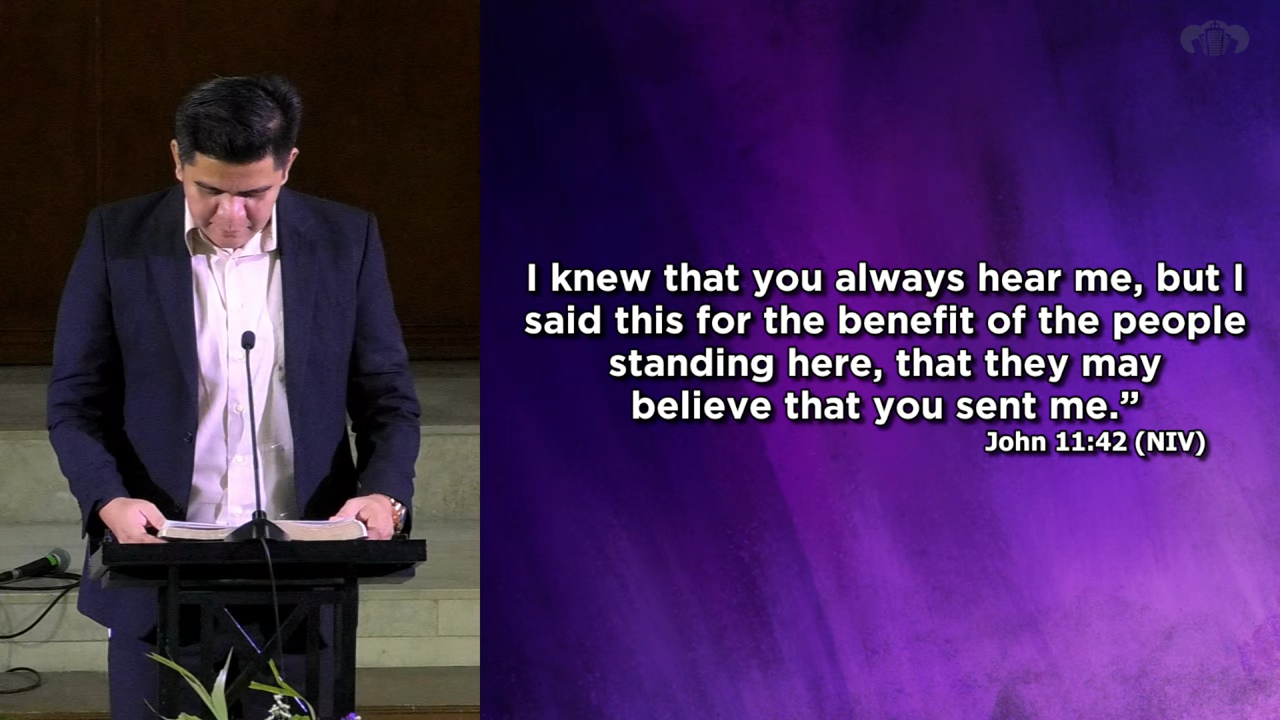 I knew that you always hear me, but I
said this for the benefit of the people
standing here, that they may
believe that you sent me.”
John 11:42 (NIV)